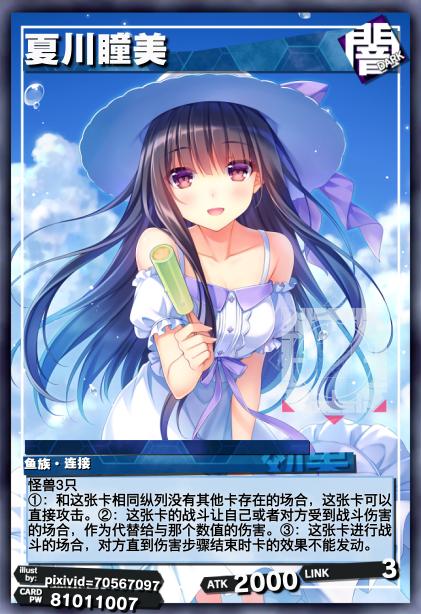 夏川瞳美
闇
DARK
鱼族·连接
怪兽3只
①：和这张卡相同纵列没有其他卡存在的场合，这张卡可以
直接攻击。②：这张卡的战斗让自己或者对方受到战斗伤害
的场合，作为代替给与那个数值的伤害。③：这张卡进行战
斗的场合，对方直到伤害步骤结束时卡的效果不能发动。
illust by: pixivid=70567097
ATK 2000 LINK 3
CARD PW 81011007